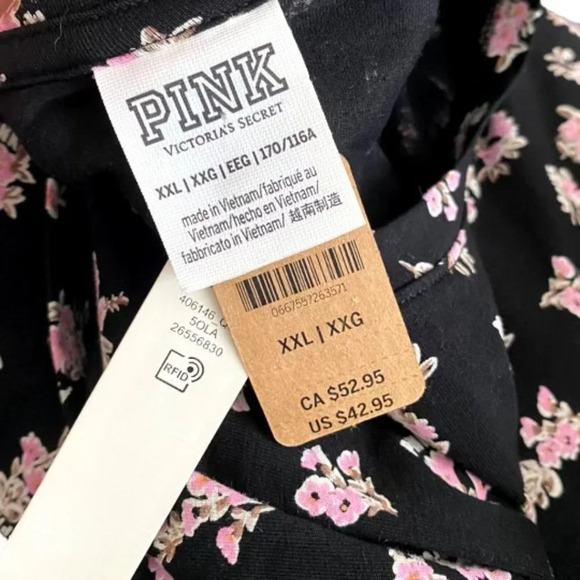 PINK
VICTORIA'S SECRET
XXL | XXG | EEG | 170/116A
made in Vietnam/fabriqué au
Vietnam/hecho en Vietnam/
fabbricato in Vietnam/ 越南制造
0667557263571
XXL | XXG
CA $52.95
US $42.95
406146
5OLA
26556830
RFID